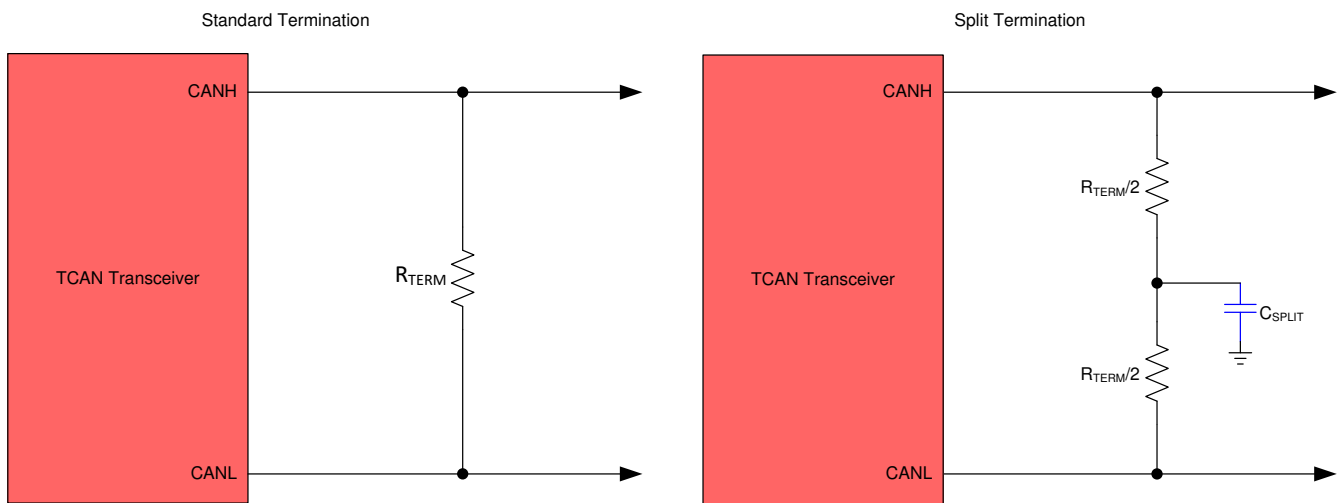 Standard Termination
CANH
TCAN Transceiver
RTERM
CANL
Split Termination
CANH
RTERM/2
TCAN Transceiver
CSPLIT
RTERM/2
CANL